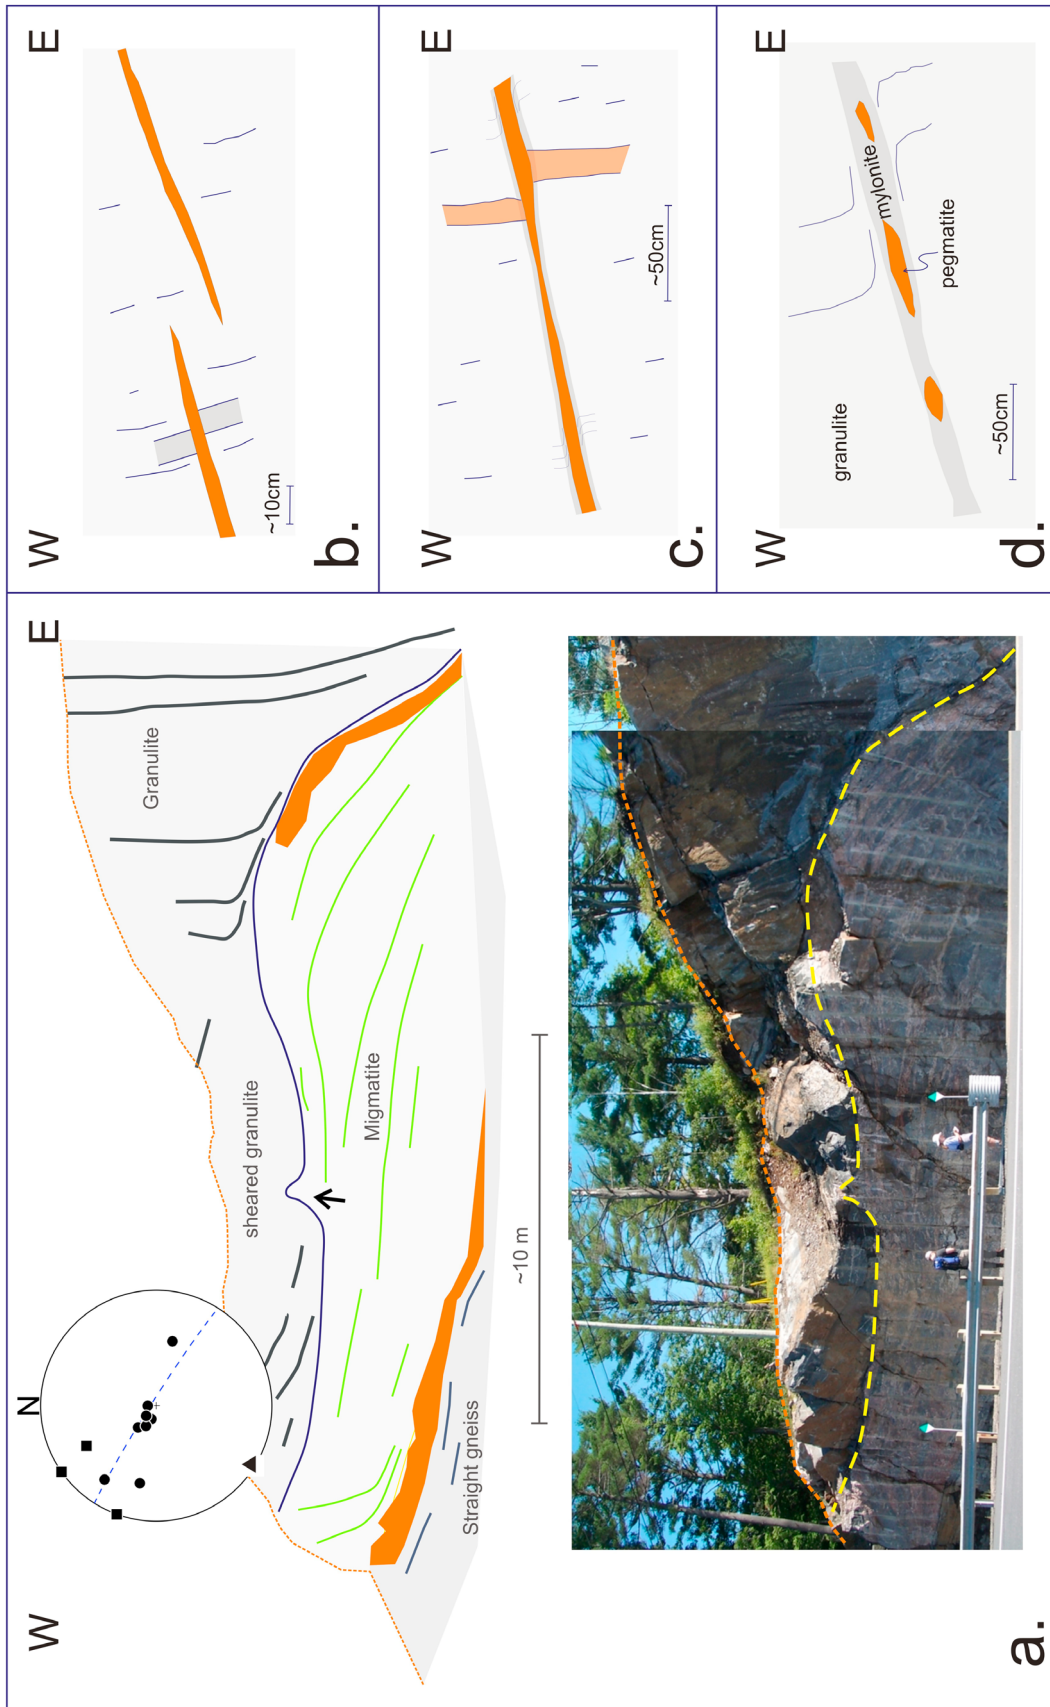 W
E
N
Granulite
sheared granulite
Migmatite
Straight gneiss
~10 m
a.
W
E
~10cm
b.
W
E
~50cm
c.
W
E
granulite
mylonite
pegmatite
~50cm
d.